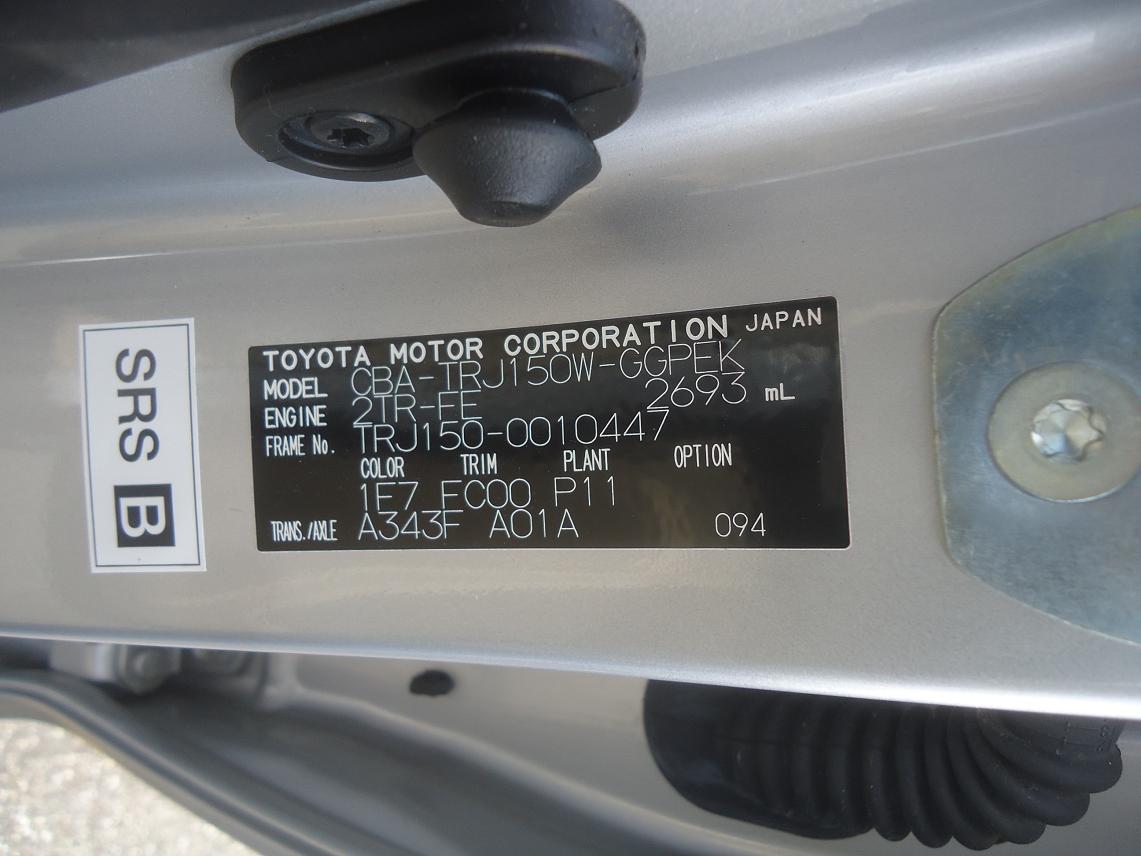 TOYOTA MOTOR CORPORATION JAPAN
MODEL CBA-TRJ150W-GGPEK
ENGINE 2TR-FE 2693 mL
FRAME No. TRJ150-0010447
COLOR TRIM PLANT OPTION
1E7 FC00 P11
TRANS./AXLE A343F A01A 094
SRS B